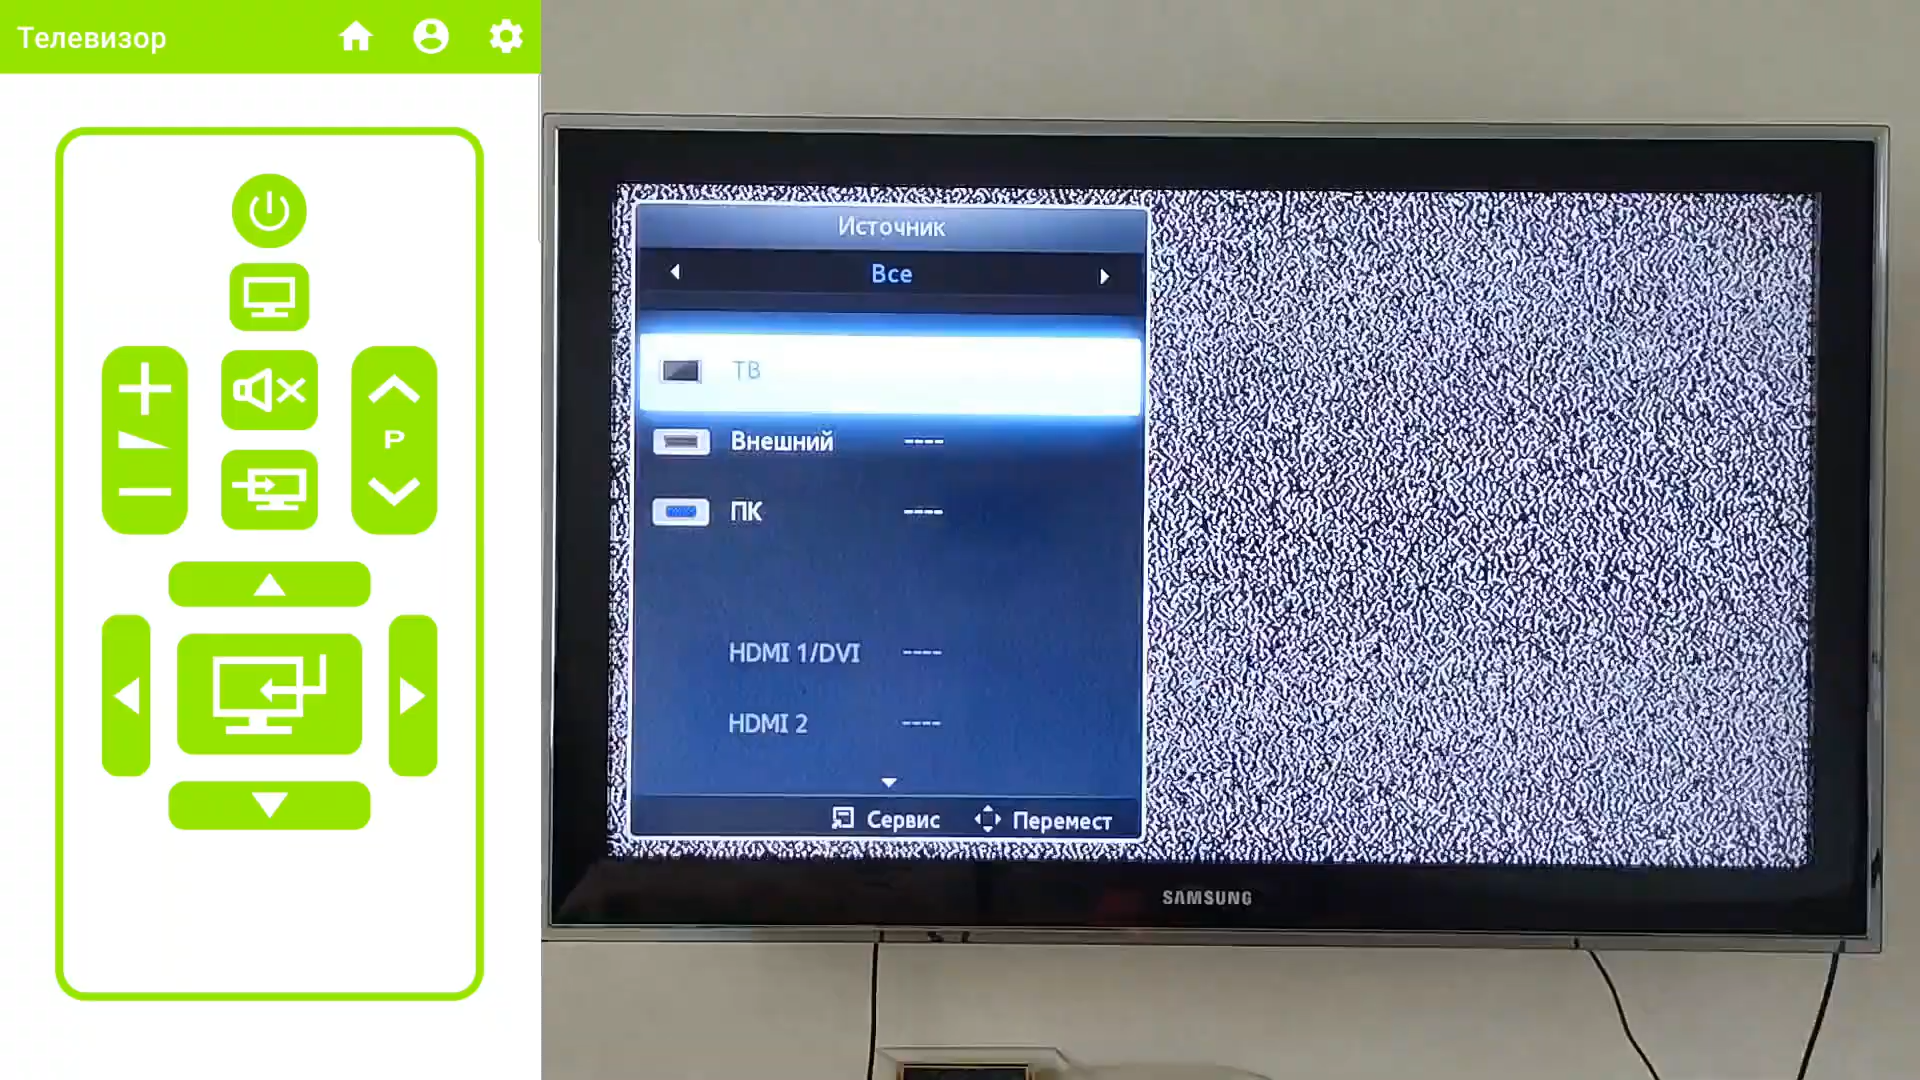 Телевизор
P
Источник
Все
ТВ
Внешний ----
ПК ----
HDMI 1/DVI ----
HDMI 2 ----
Сервис Перемест
SAMSUNG